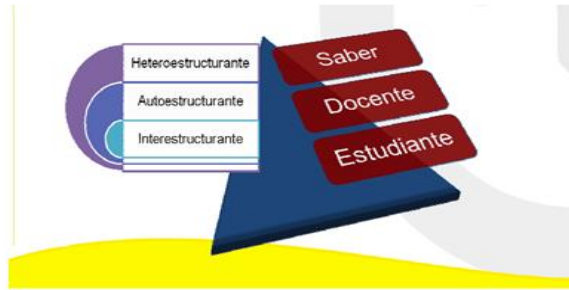 Heteroestructurante
Autoestructurante
Interestructurante
Saber
Docente
Estudiante